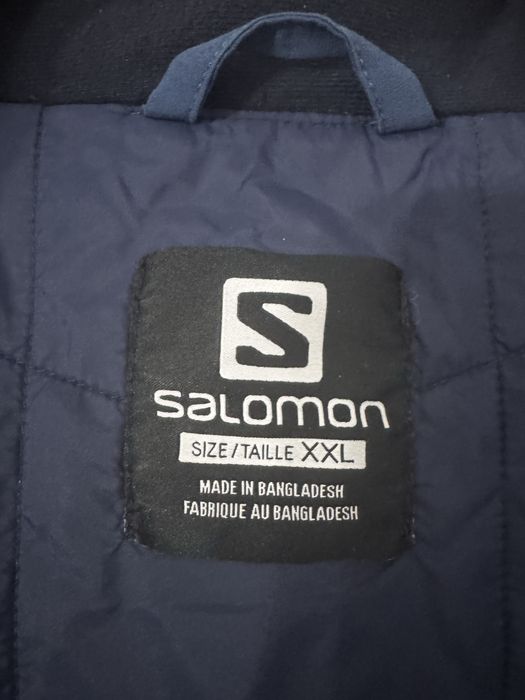 S
SALOMON
SIZE/TAILLE XXL
MADE IN BANGLADESH
FABRIQUE AU BANGLADESH